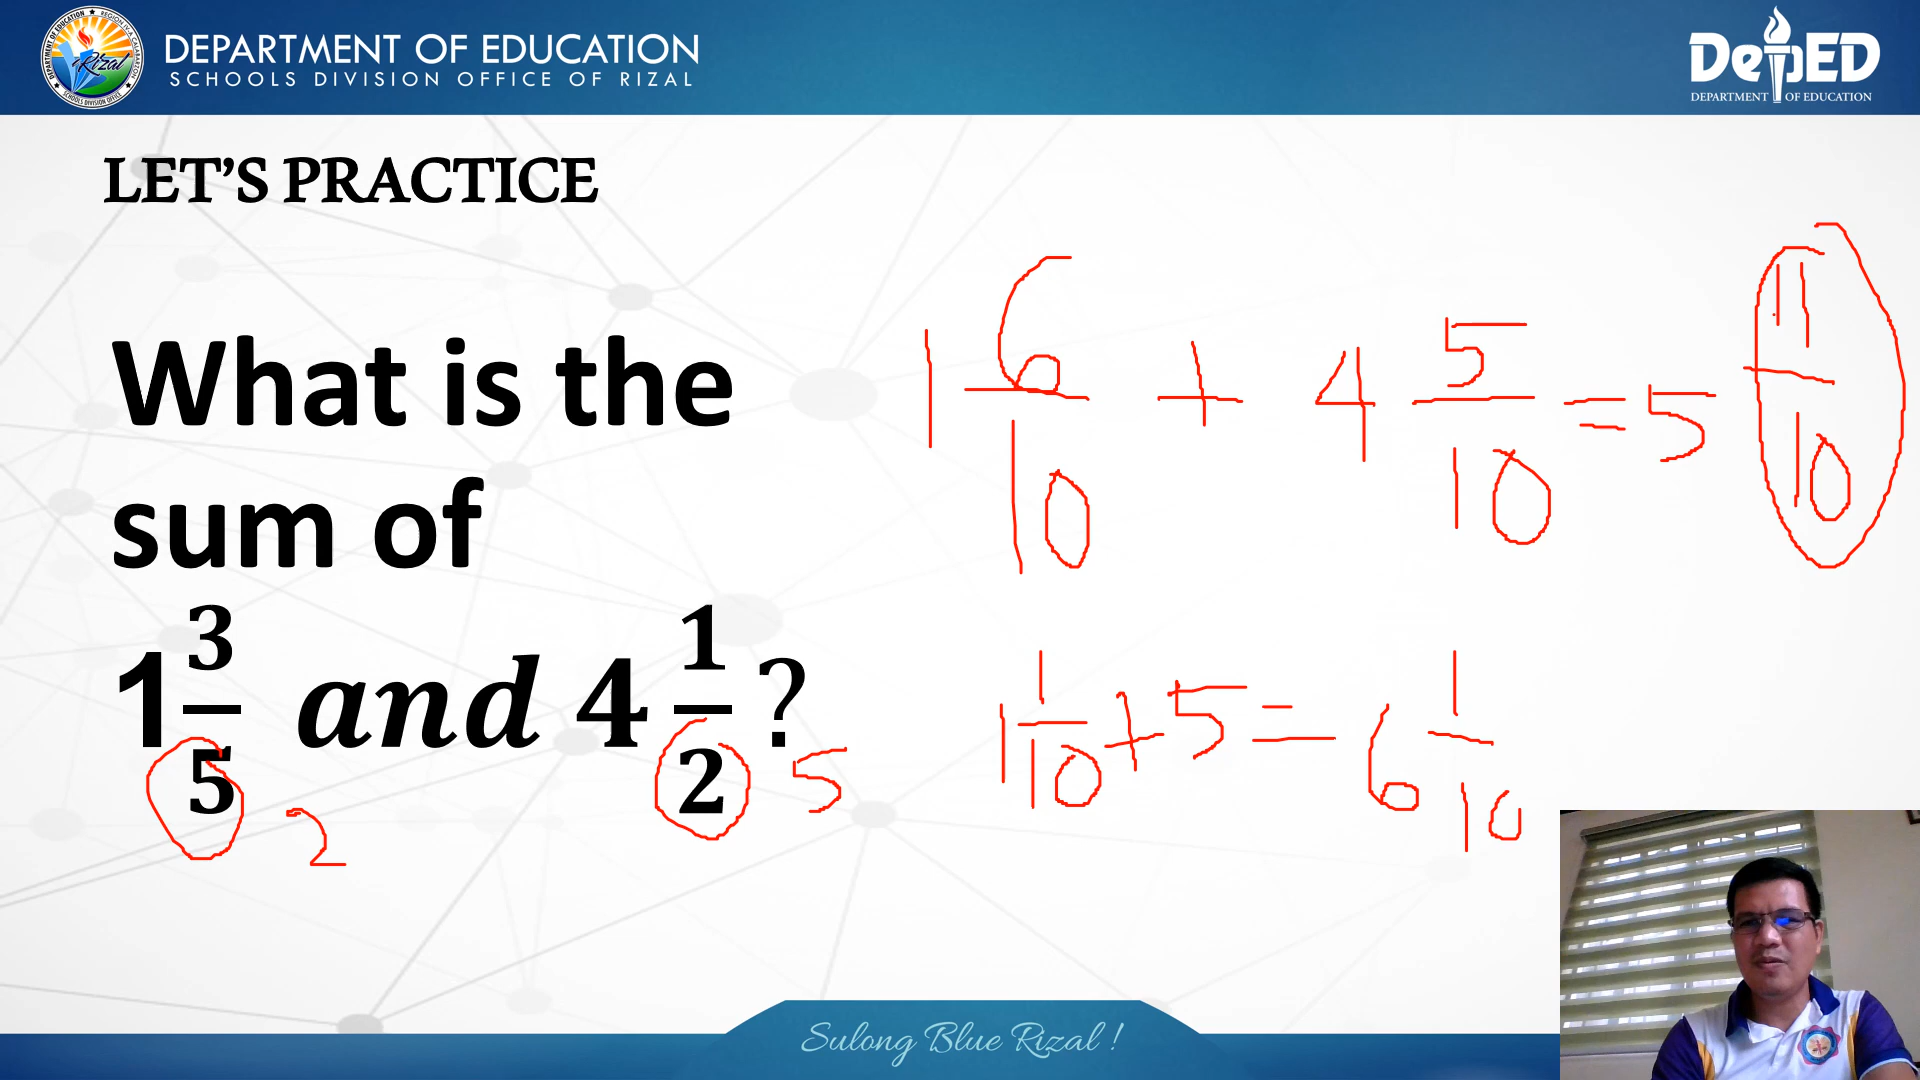 DEPARTMENT OF EDUCATION
SCHOOLS DIVISION OFFICE OF RIZAL
DepED
DEPARTMENT OF EDUCATION
LET'S PRACTICE
What is the
sum of
1 3/5 and 4 1/2 ?
2
5
1 6/10 + 4 5/10 = 5 11/10
1 1/10 + 5 = 6 1/10
Sulong Blue Rizal !